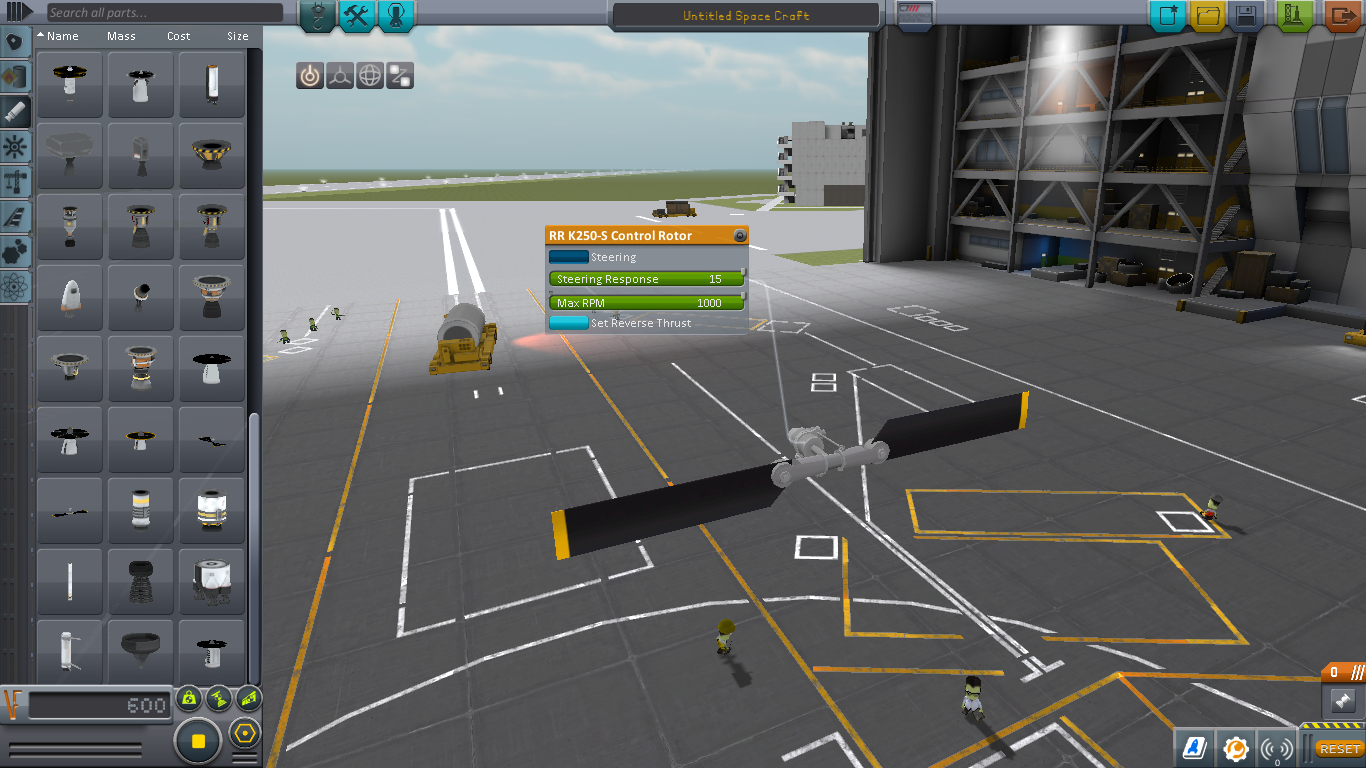 Search all parts...
Untitled Space Craft
Name Mass Cost Size
RR K250-S Control Rotor
Steering
Steering Response 15
Max RPM 1000
Set Reverse Thrust
0
600
0
RESET